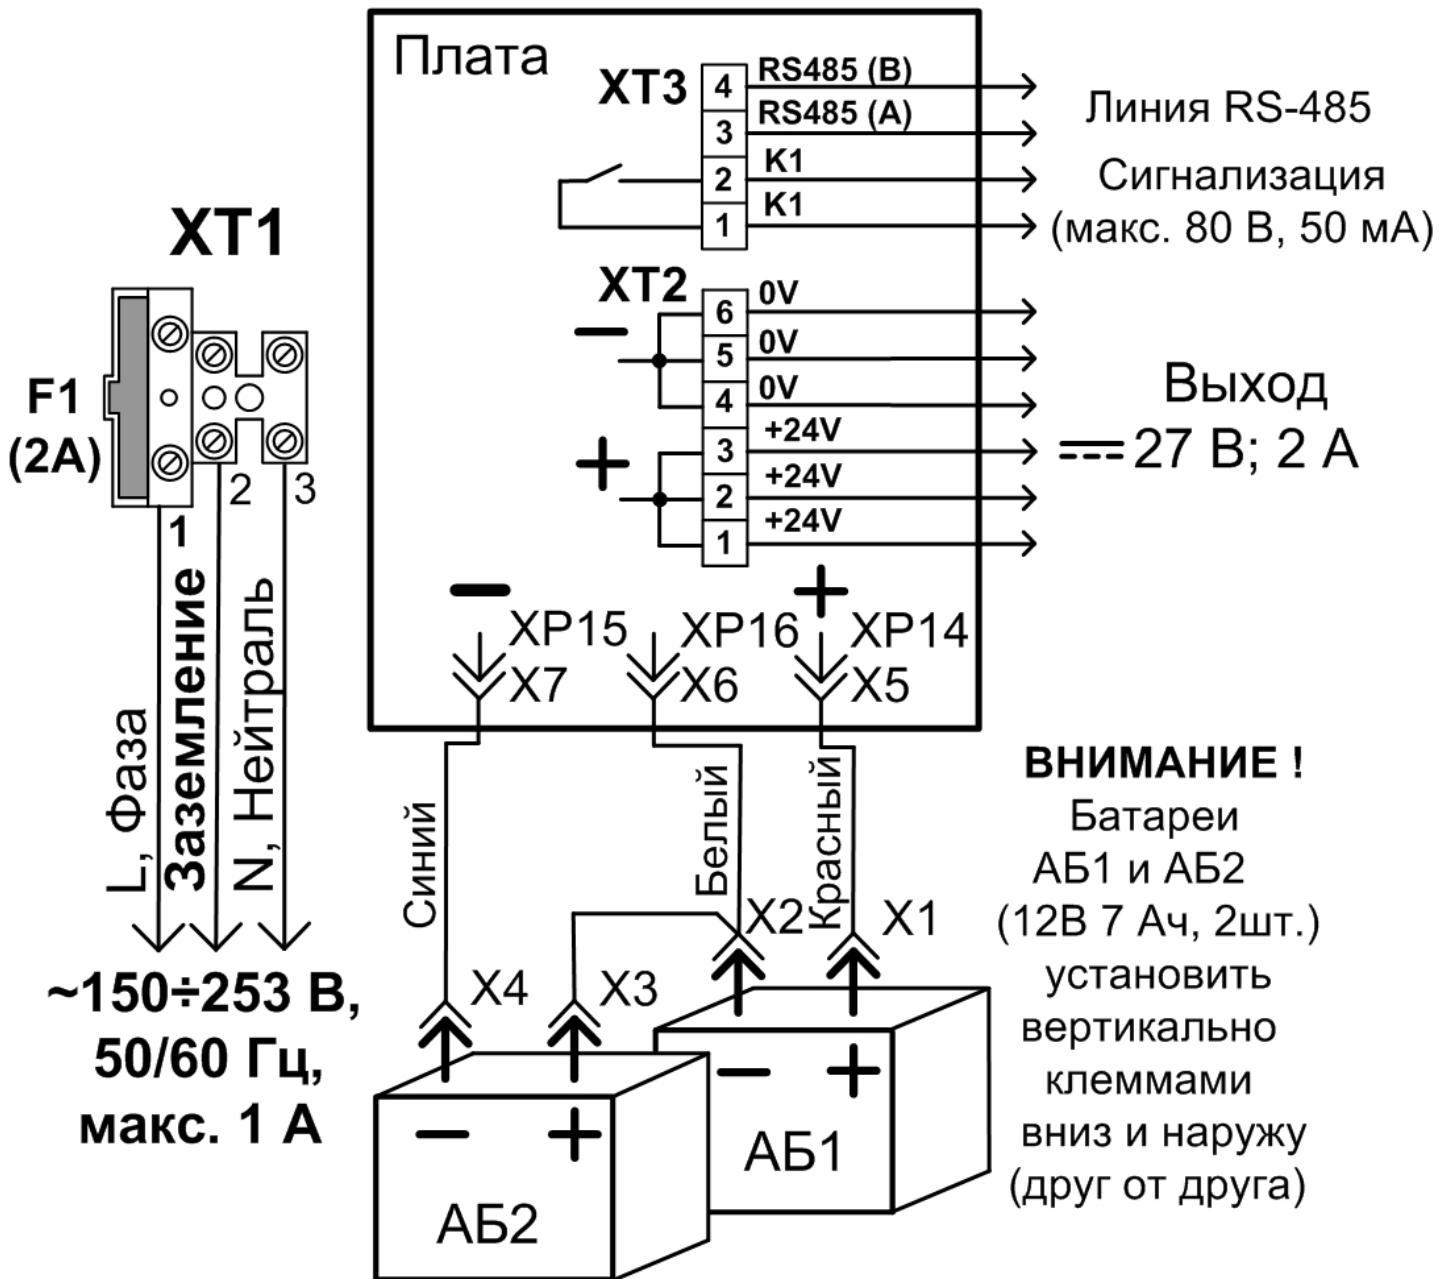 Плата
XT3
4 RS485 (B)
3 RS485 (A)
2 K1
1 K1
Линия RS-485
Сигнализация
(макс. 80 В, 50 мА)
XT1
F1
(2A)
1
2
3
L, Фаза
Заземление
N, Нейтраль
~150÷253 В,
50/60 Гц,
макс. 1 А
XT2
6 0V
5 0V
4 0V
3 +24V
2 +24V
1 +24V
−
+
Выход
27 В; 2 А
−
+
XP15
XP16
XP14
X7
X6
X5
Синий
Белый
Красный
X4
X3
X2
X1
− +
АБ2
− +
АБ1
ВНИМАНИЕ !
Батареи
АБ1 и АБ2
(12В 7 Ач, 2шт.)
установить
вертикально
клеммами
вниз и наружу
(друг от друга)